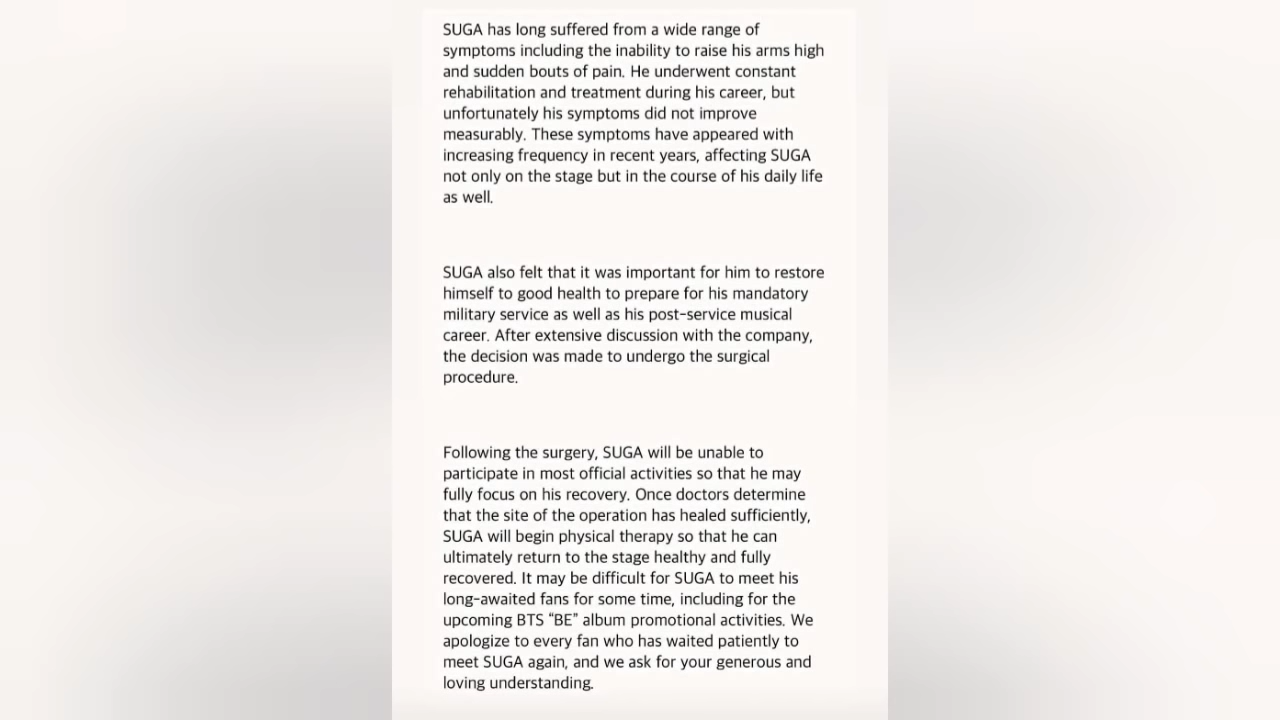 SUGA has long suffered from a wide range of
symptoms including the inability to raise his arms high
and sudden bouts of pain. He underwent constant
rehabilitation and treatment during his career, but
unfortunately his symptoms did not improve
measurably. These symptoms have appeared with
increasing frequency in recent years, affecting SUGA
not only on the stage but in the course of his daily life
as well.
SUGA also felt that it was important for him to restore
himself to good health to prepare for his mandatory
military service as well as his post-service musical
career. After extensive discussion with the company,
the decision was made to undergo the surgical
procedure.
Following the surgery, SUGA will be unable to
participate in most official activities so that he may
fully focus on his recovery. Once doctors determine
that the site of the operation has healed sufficiently,
SUGA will begin physical therapy so that he can
ultimately return to the stage healthy and fully
recovered. It may be difficult for SUGA to meet his
long-awaited fans for some time, including for the
upcoming BTS “BE” album promotional activities. We
apologize to every fan who has waited patiently to
meet SUGA again, and we ask for your generous and
loving understanding.